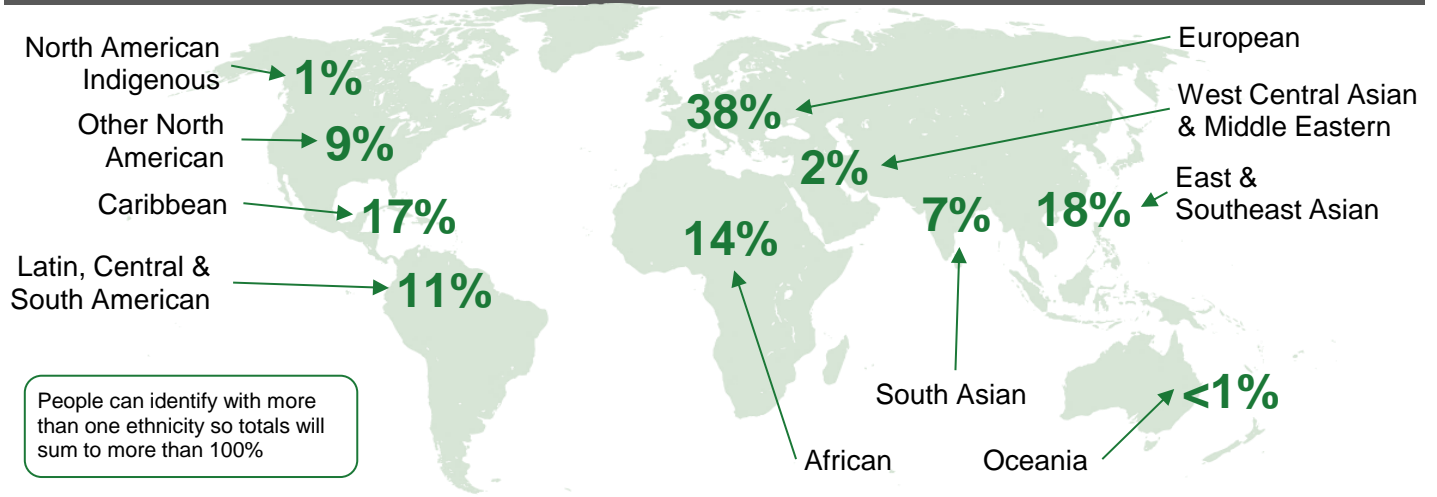 North American
Indigenous
1%
Other North
American
9%
Caribbean
17%
Latin, Central &
South American
11%
European
38%
West Central Asian
& Middle Eastern
2%
East &
Southeast Asian
18%
7%
South Asian
14%
African
<1%
Oceania
People can identify with more
than one ethnicity so totals will
sum to more than 100%